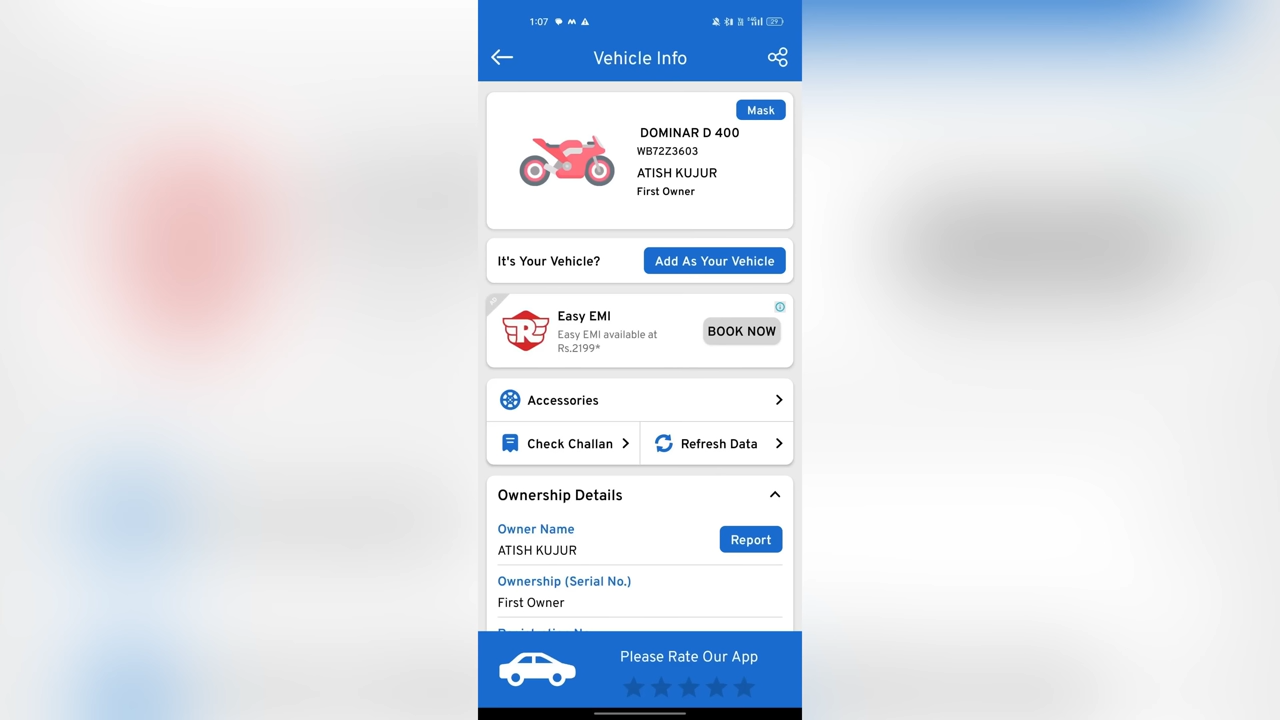 1:07
29
Vehicle Info
Mask
DOMINAR D 400
WB72Z3603
ATISH KUJUR
First Owner
It's Your Vehicle?
Add As Your Vehicle
Easy EMI
Easy EMI available at
Rs.2199*
BOOK NOW
Accessories
Check Challan
Refresh Data
Ownership Details
Owner Name
ATISH KUJUR
Report
Ownership (Serial No.)
First Owner
Please Rate Our App